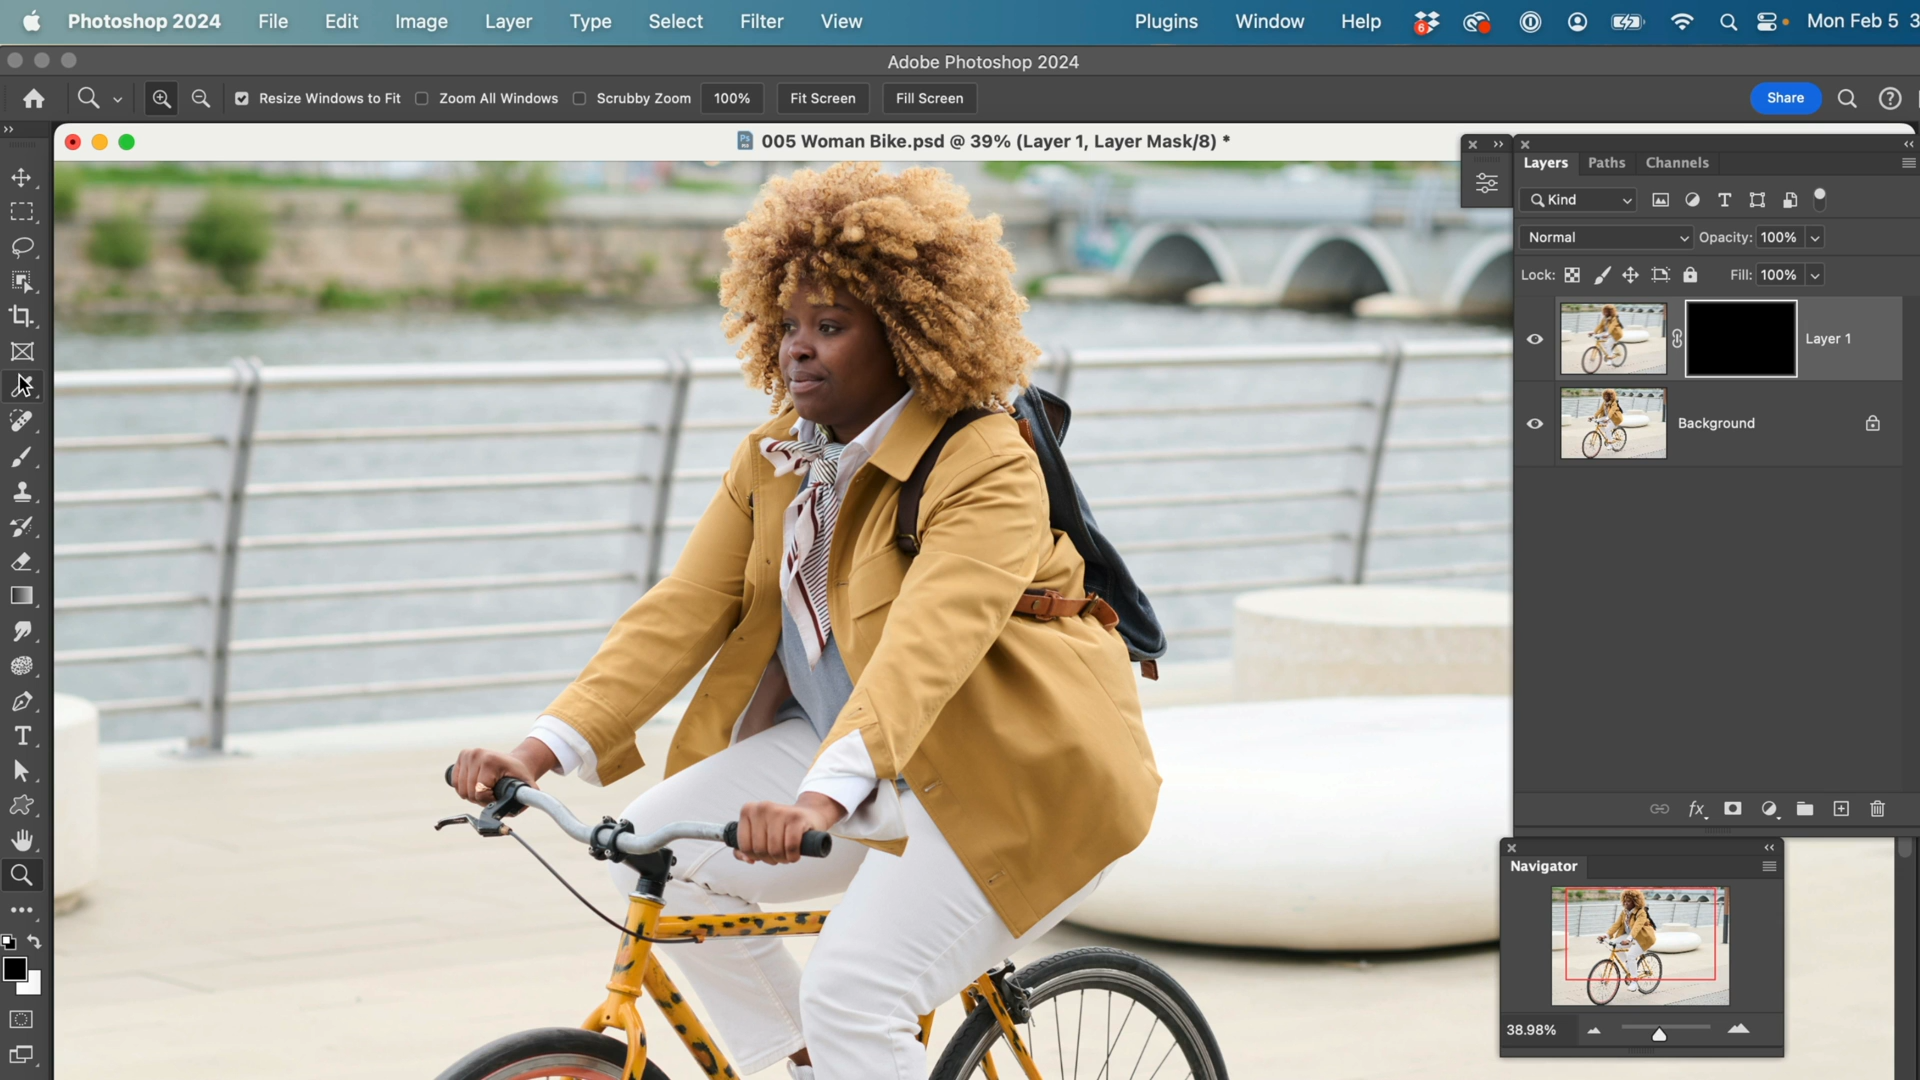 Photoshop 2024 File Edit Image Layer Type Select Filter View Plugins Window Help 6 Mon Feb 5 3
Adobe Photoshop 2024
Resize Windows to Fit Zoom All Windows Scrubby Zoom 100% Fit Screen Fill Screen Share
005 Woman Bike.psd @ 39% (Layer 1, Layer Mask/8) *
Layers Paths Channels
Kind
Normal Opacity: 100%
Lock: Fill: 100%
Layer 1
Background
fx
Navigator
38.98%